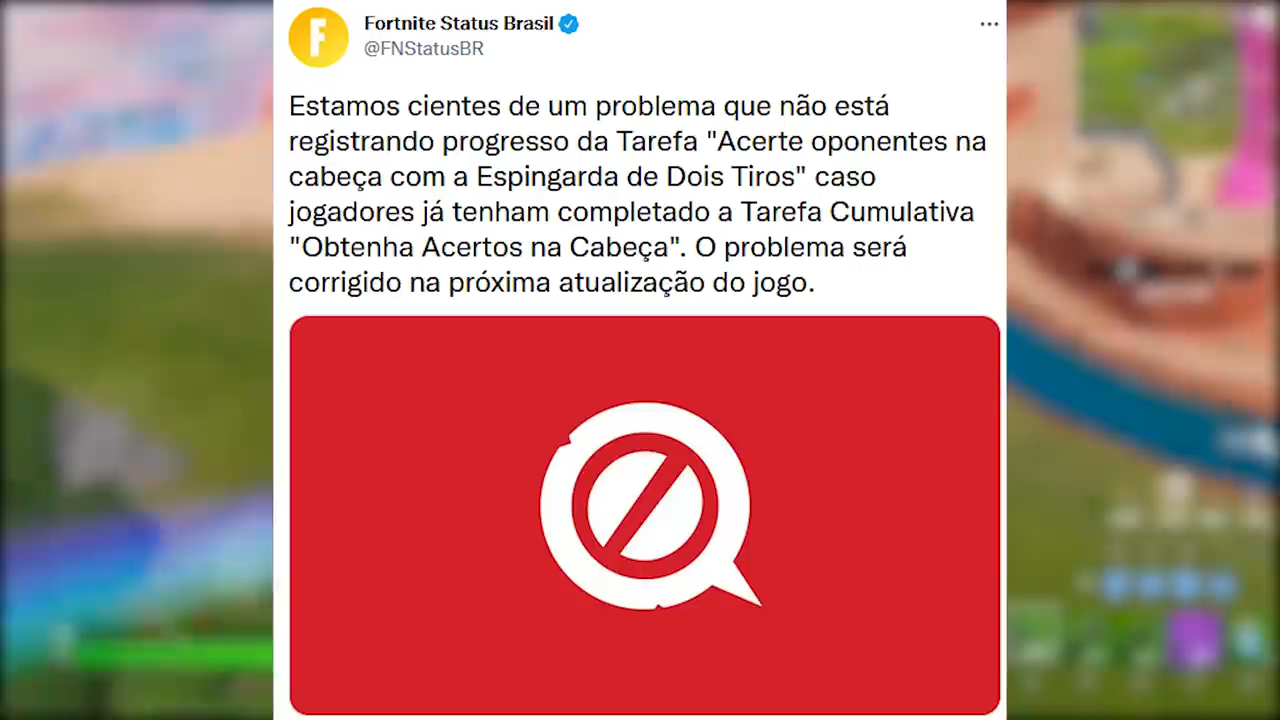 Fortnite Status Brasil
@FNStatusBR
Estamos cientes de um problema que não está
registrando progresso da Tarefa "Acerte oponentes na
cabeça com a Espingarda de Dois Tiros" caso
jogadores já tenham completado a Tarefa Cumulativa
"Obtenha Acertos na Cabeça". O problema será
corrigido na próxima atualização do jogo.